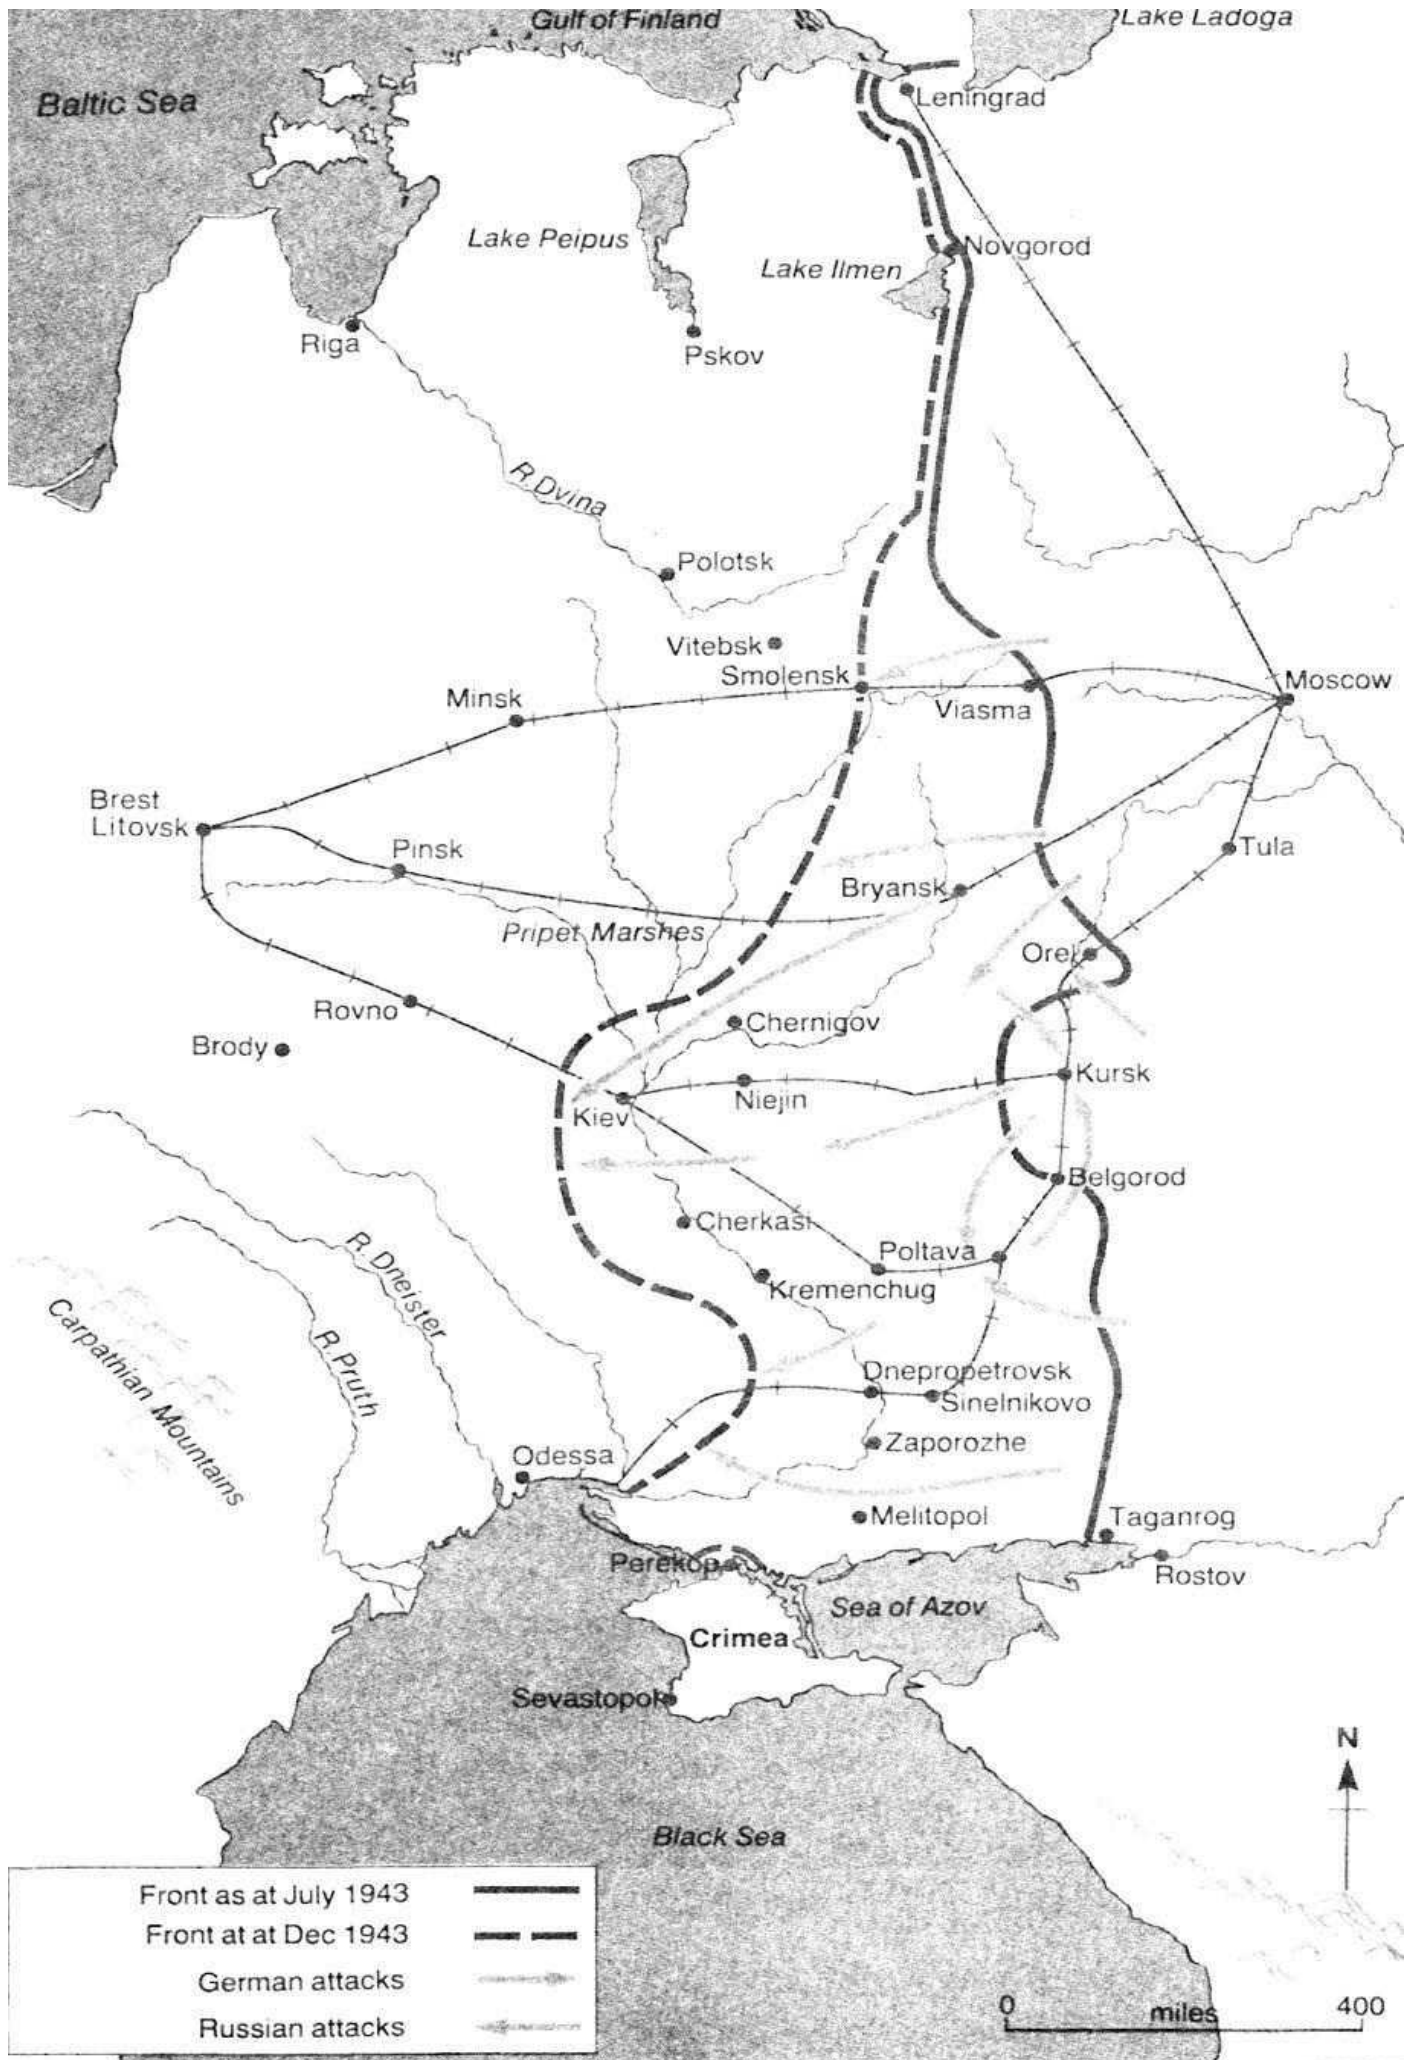 Gulf of Finland
Lake Ladoga
Baltic Sea
Leningrad
Lake Peipus
Novgorod
Lake Ilmen
Riga
Pskov
R. Dvina
Polotsk
Vitebsk
Smolensk
Minsk
Viasma
Moscow
Brest
Litovsk
Pinsk
Tula
Bryansk
Pripet Marshes
Orel
Rovno
Chernigov
Brody
Kursk
Niejin
Kiev
Belgorod
Cherkasi
R. Dneister
Poltava
Kremenchug
Carpathian Mountains
R. Pruth
Dnepropetrovsk
Sinelnikovo
Zaporozhe
Odessa
Melitopol
Taganrog
Perekop
Rostov
Sea of Azov
Crimea
Sevastopol
N
Black Sea
Front as at July 1943
Front at at Dec 1943
German attacks
Russian attacks
0 miles 400